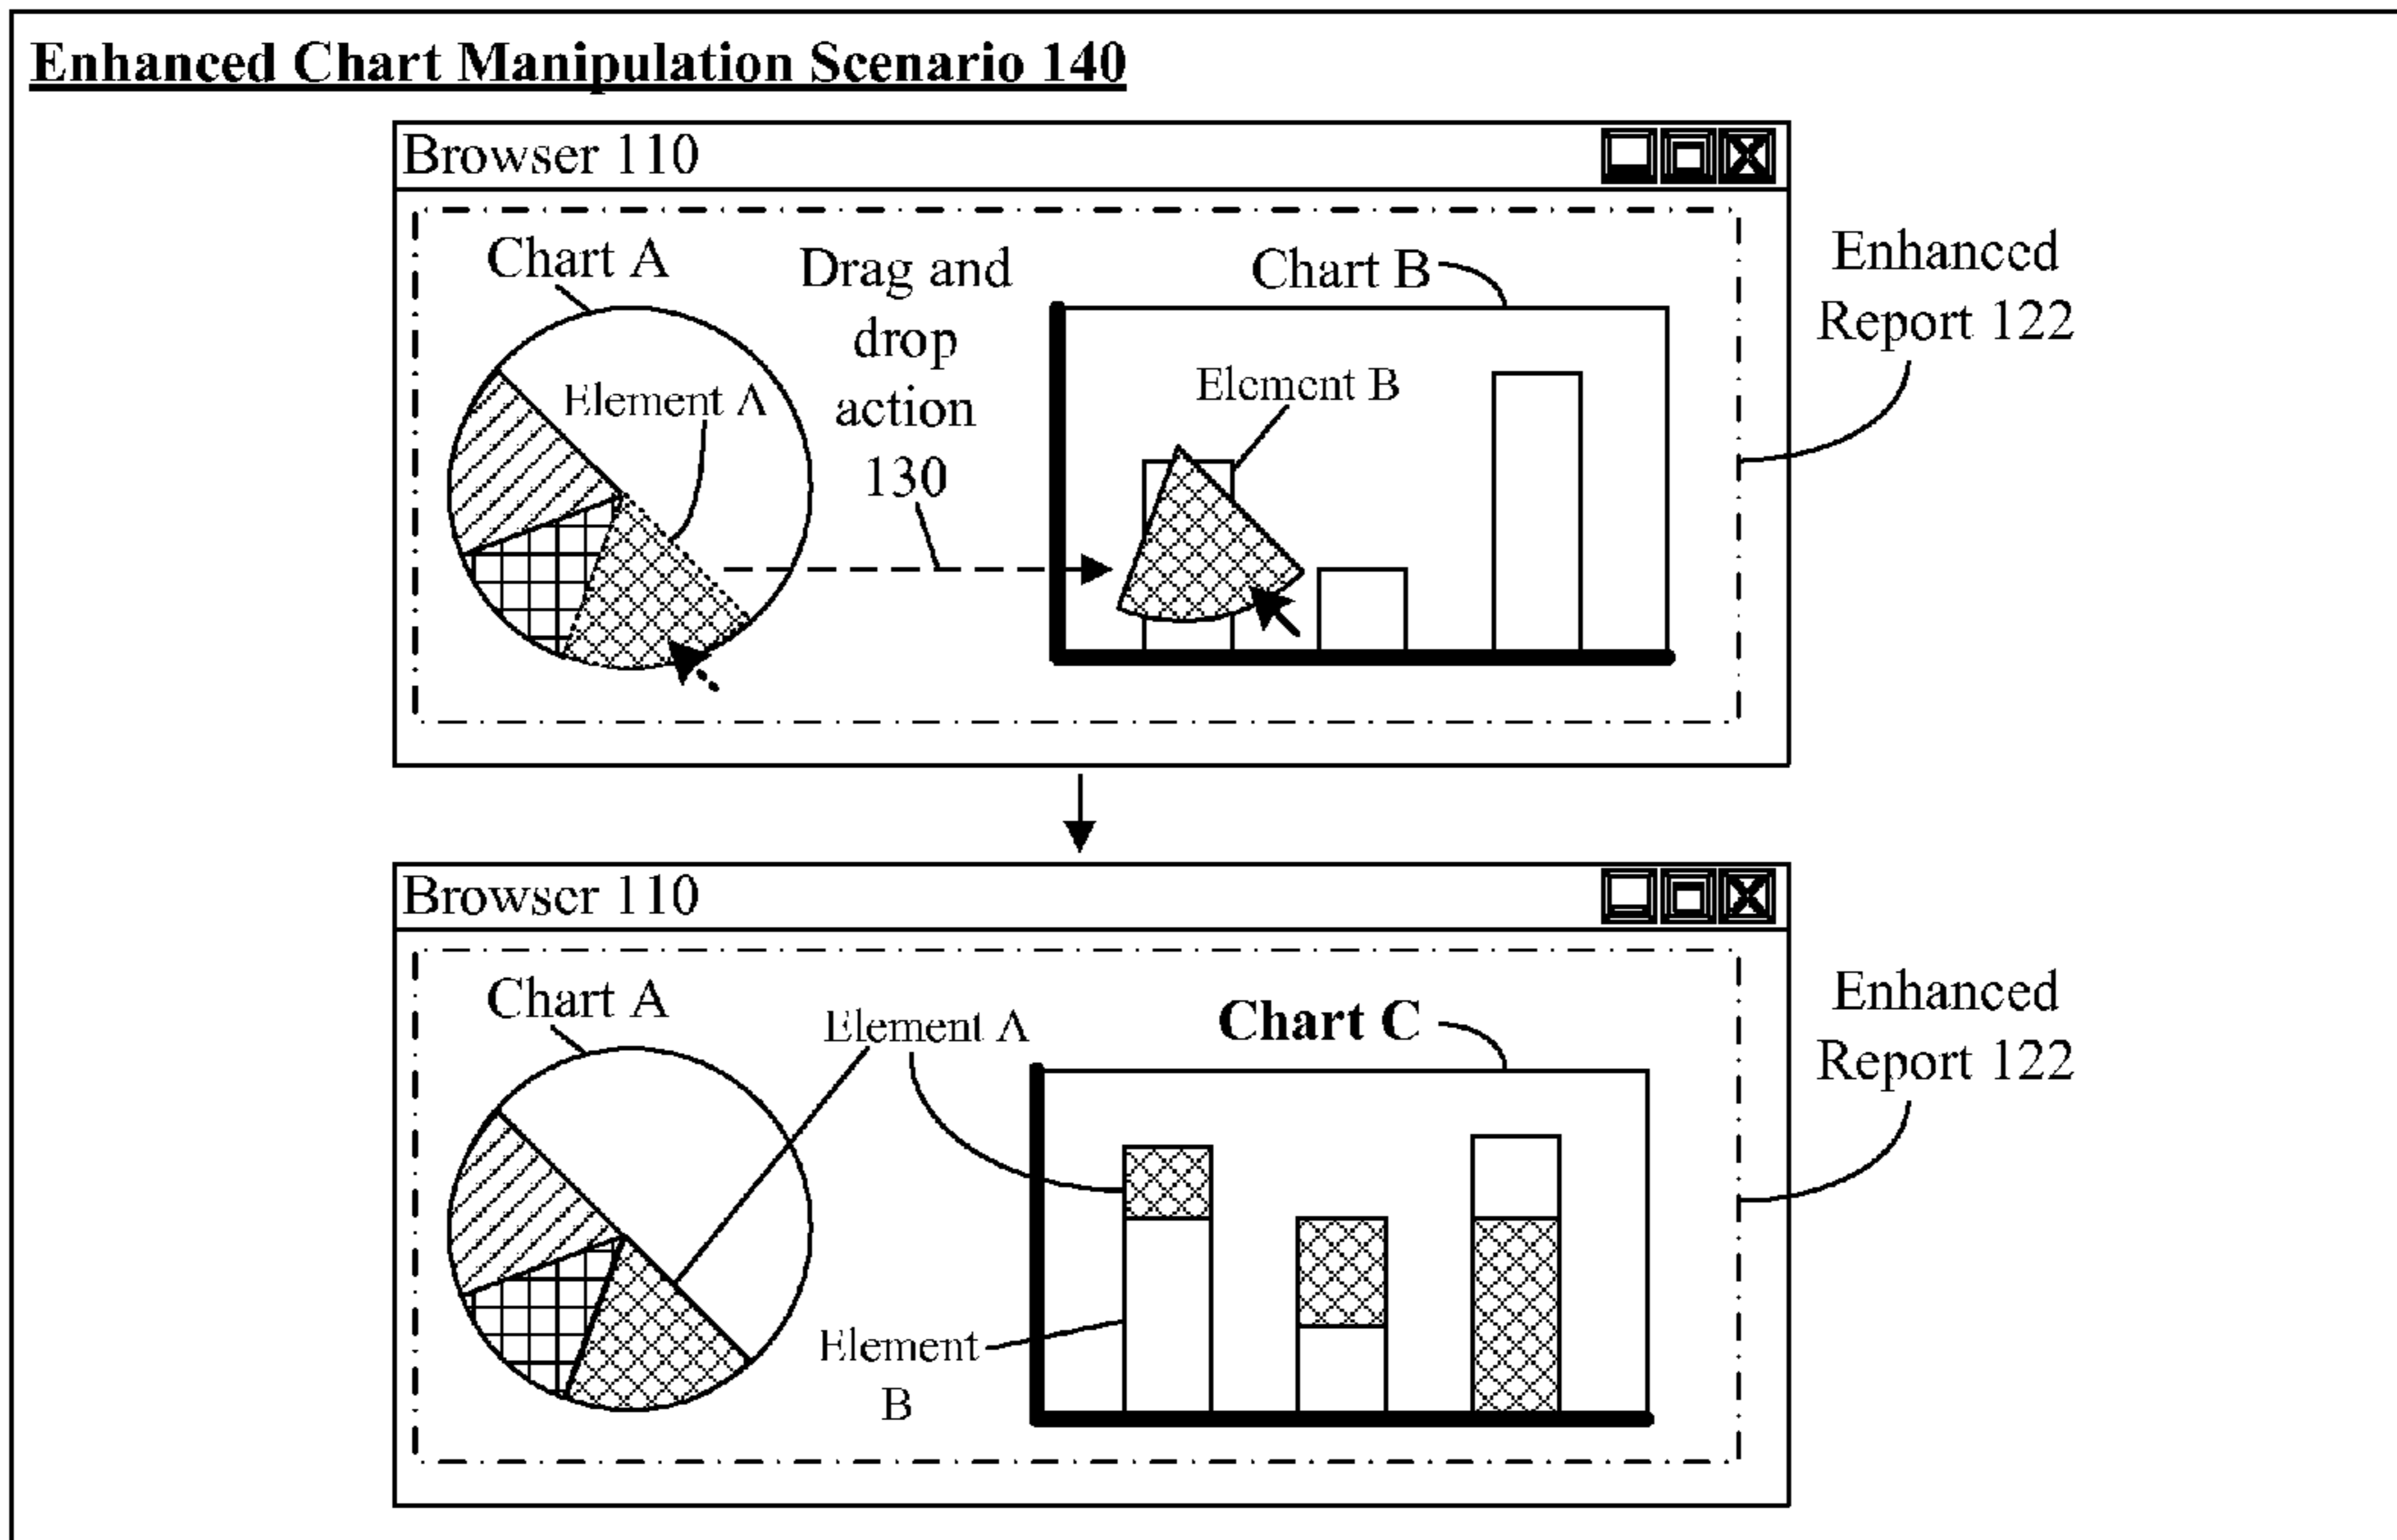 Enhanced Chart Manipulation Scenario 140
Browser 110
Chart A
Drag and
drop
action
130
Chart B
Element A
Element B
Enhanced
Report 122
Browser 110
Chart A
Element A
Chart C
Element
B
Enhanced
Report 122